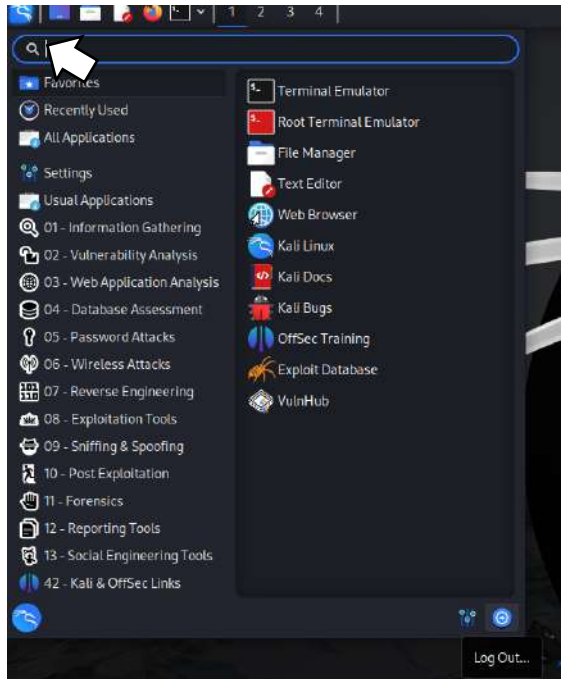 1 2 3 4
Favorites
Recently Used
All Applications
Settings
Usual Applications
01 - Information Gathering
02 - Vulnerability Analysis
03 - Web Application Analysis
04 - Database Assessment
05 - Password Attacks
06 - Wireless Attacks
07 - Reverse Engineering
08 - Exploitation Tools
09 - Sniffing & Spoofing
10 - Post Exploitation
11 - Forensics
12 - Reporting Tools
13 - Social Engineering Tools
42 - Kali & OffSec Links
Terminal Emulator
Root Terminal Emulator
File Manager
Text Editor
Web Browser
Kali Linux
Kali Docs
Kali Bugs
OffSec Training
Exploit Database
VulnHub
Log Out...